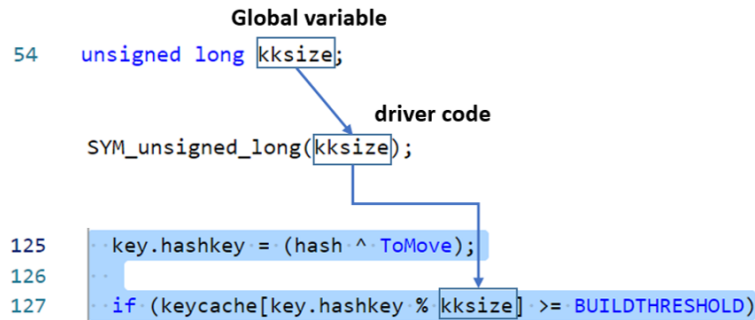 Global variable
54 unsigned long kksize;
driver code
SYM_unsigned_long(kksize);
125 key.hashkey = (hash ^ ToMove);
126
127 if (keycache[key.hashkey % kksize] >= BUILDTHRESHOLD)